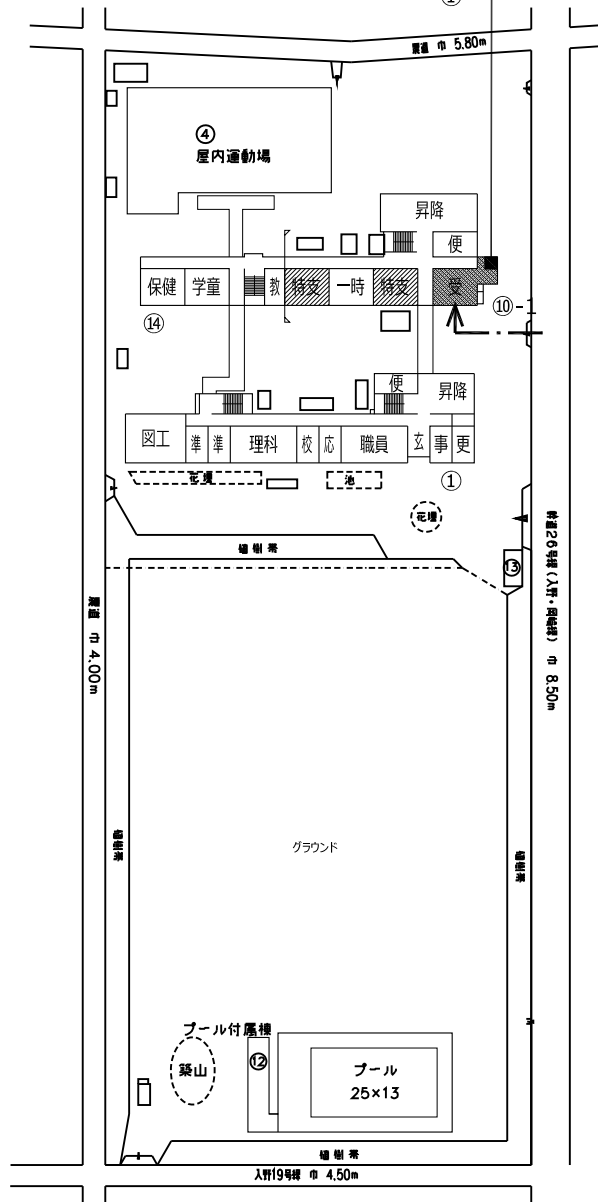 農道 巾 5.80m
④
屋内運動場
昇降
便
保健
学童
教
特支
一時
特支
受
⑭
⑩-1
便
昇降
図工
準
準
理科
校
応
職員
玄
事
更
花壇
池
①
花壇
植樹帯
⑬
幹道26号線(入野・岡崎線) 巾 8.50m
農道 巾 4.00m
植樹帯
グラウンド
植樹帯
プール付属棟
築山
⑫
プール
25×13
植樹帯
入野19号線 巾 4.50m